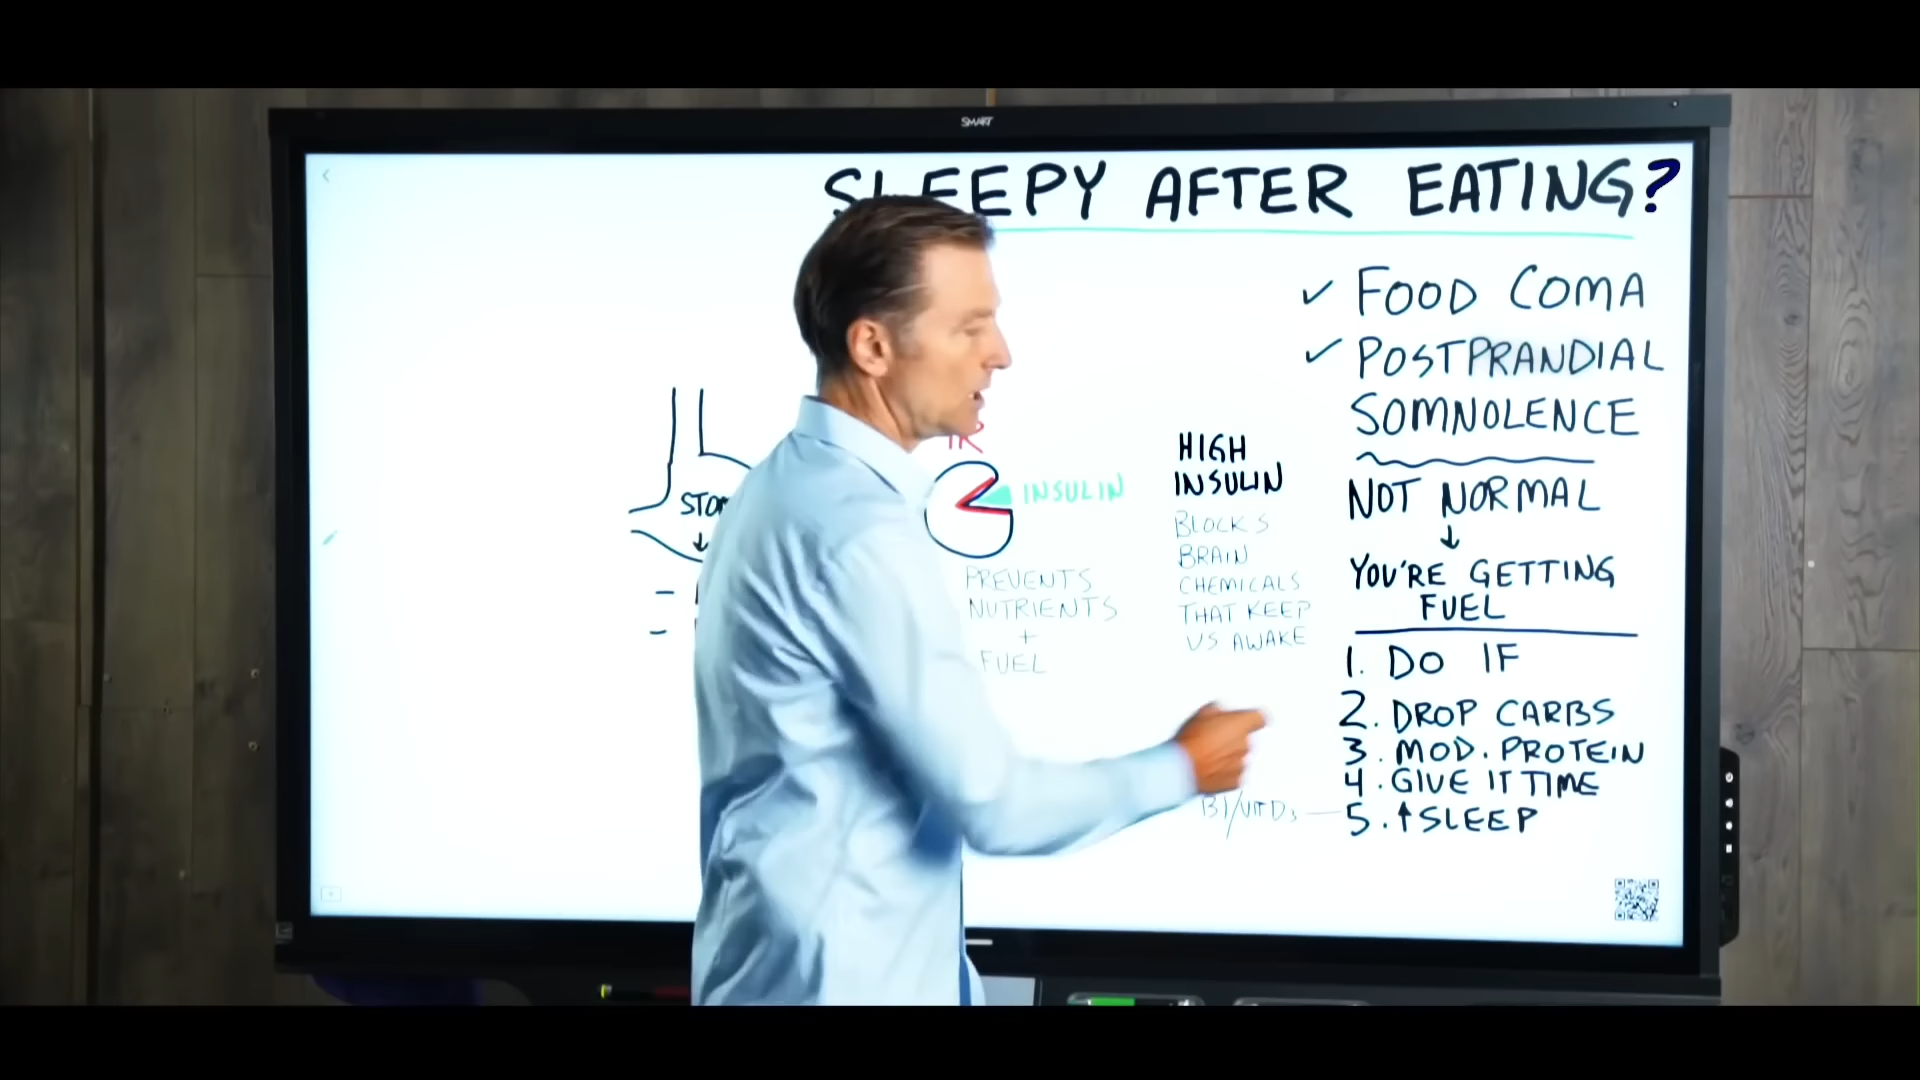 SMART
SLEEPY AFTER EATING?
✓ FOOD COMA
✓ POSTPRANDIAL
SOMNOLENCE
NOT NORMAL
↓
YOU'RE GETTING
FUEL
1. DO IF
2. DROP CARBS
3. MOD. PROTEIN
4. GIVE IT TIME
5. ↑ SLEEP
HIGH
INSULIN
BLOCKS
BRAIN
CHEMICALS
THAT KEEP
US AWAKE
IR
INSULIN
PREVENTS
NUTRIENTS
+
FUEL
B1/VIT D3